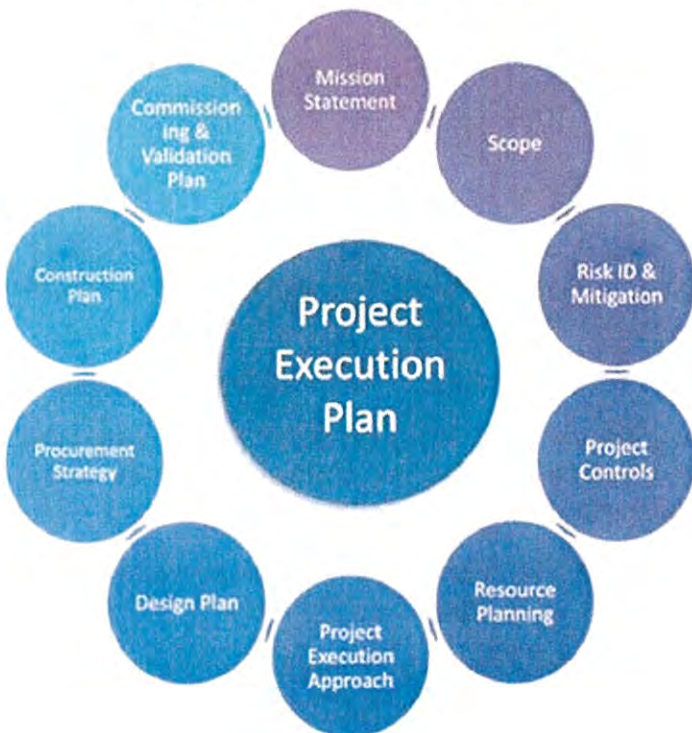 Mission
Statement
Scope
Risk ID &
Mitigation
Project
Controls
Resource
Planning
Project
Execution
Approach
Design Plan
Procurement
Strategy
Construction
Plan
Commission
ing &
Validation
Plan
Project
Execution
Plan